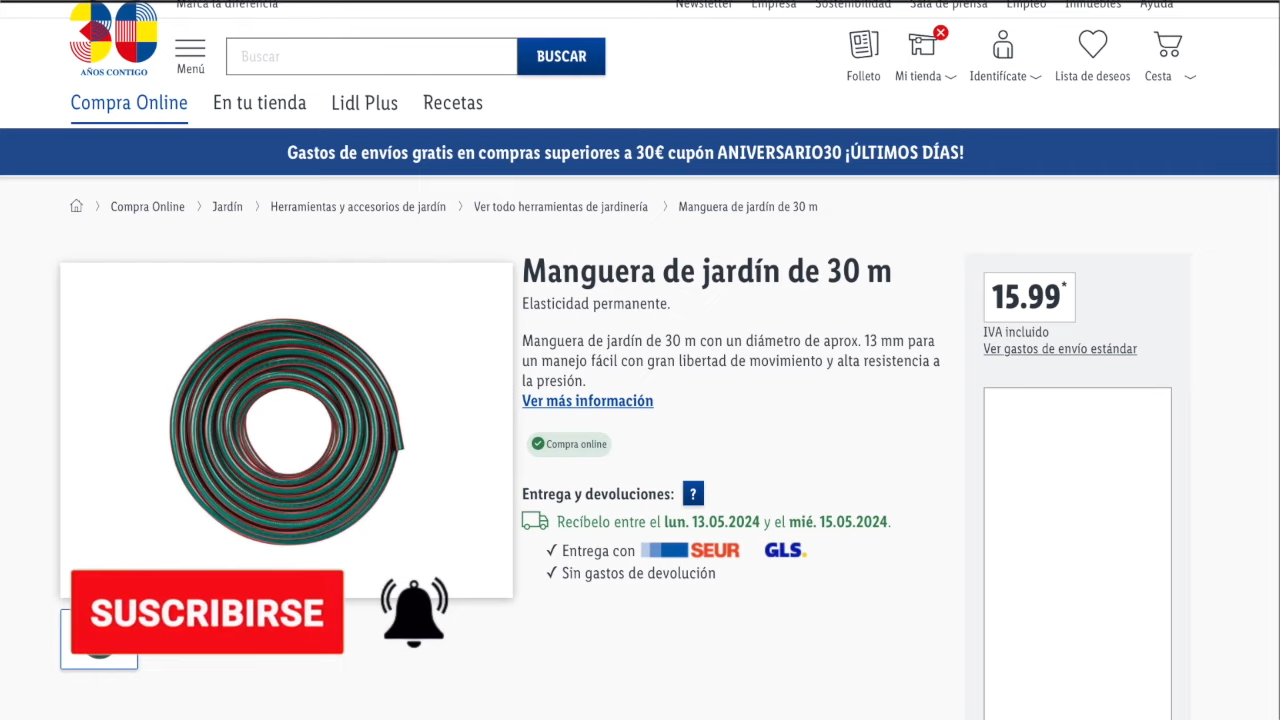 Marca la diferencia
Newsletter Empresa Sostenibilidad Sala de prensa Empleo Inmuebles Ayuda
30
AÑOS CONTIGO
Menú
Buscar
BUSCAR
Folleto
Mi tienda
Identifícate
Lista de deseos
Cesta
Compra Online En tu tienda Lidl Plus Recetas
Gastos de envíos gratis en compras superiores a 30€ cupón ANIVERSARIO30 ¡ÚLTIMOS DÍAS!
Compra Online > Jardín > Herramientas y accesorios de jardín > Ver todo herramientas de jardinería > Manguera de jardín de 30 m
Manguera de jardín de 30 m
Elasticidad permanente.
Manguera de jardín de 30 m con un diámetro de aprox. 13 mm para
un manejo fácil con gran libertad de movimiento y alta resistencia a
la presión.
Ver más información
Compra online
Entrega y devoluciones: ?
Recíbelo entre el lun. 13.05.2024 y el mié. 15.05.2024.
✓ Entrega con SEUR GLS.
✓ Sin gastos de devolución
15.99*
IVA incluido
Ver gastos de envío estándar
SUSCRIBIRSE